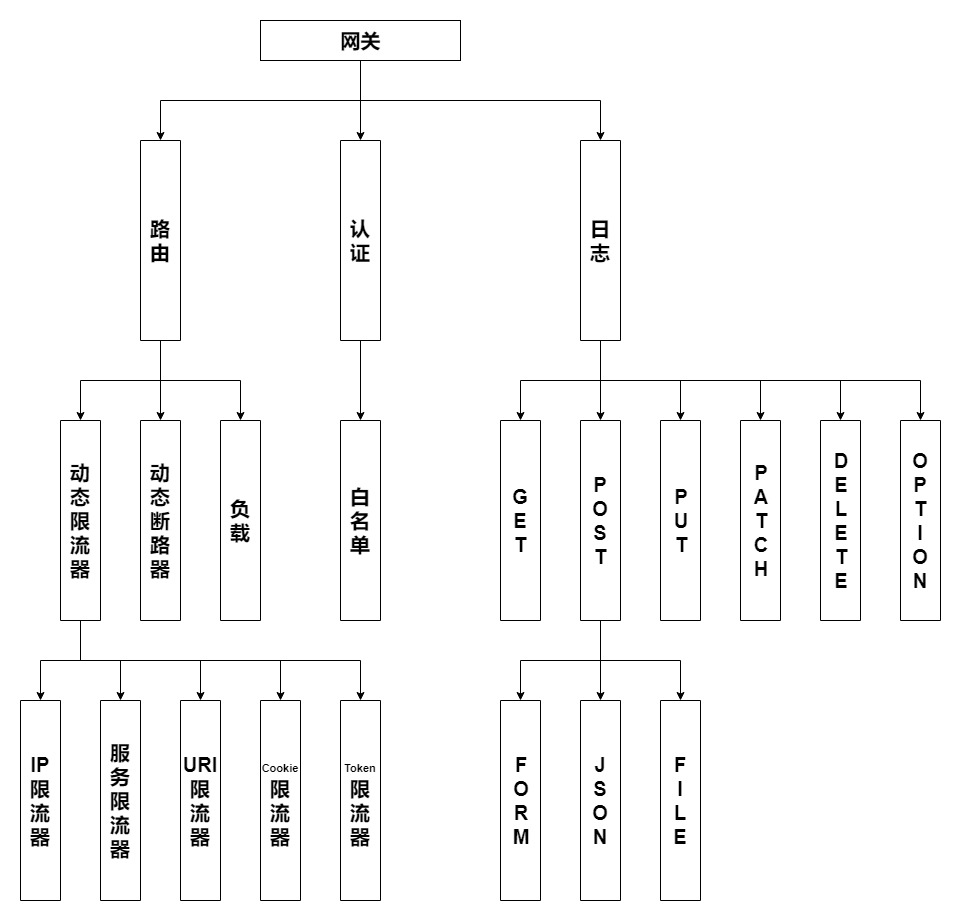 网关
路由
认证
日志
动态限流器
动态断路器
负载
白名单
GET
POST
PUT
PATCH
DELETE
OPTION
IP限流器
服务限流器
URI限流器
Cookie限流器
Token限流器
FORM
JSON
FILE